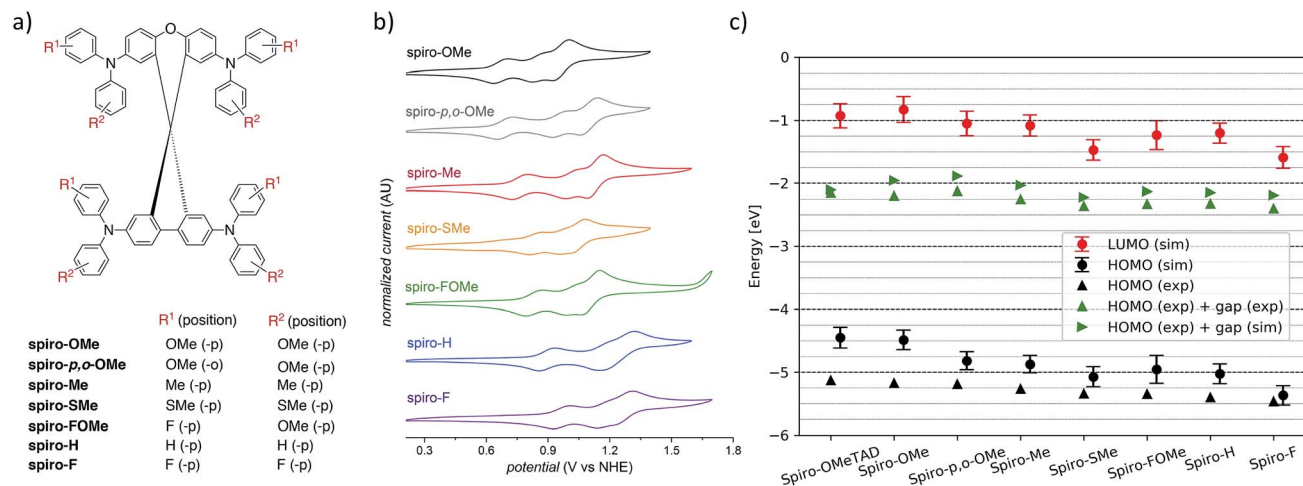 a)
O
R¹
R¹
N
N
R²
R²
R¹
R¹
N
N
R²
R²
R¹ (position) R² (position)
spiro-OMe OMe (-p) OMe (-p)
spiro-p,o-OMe OMe (-o) OMe (-p)
spiro-Me Me (-p) Me (-p)
spiro-SMe SMe (-p) SMe (-p)
spiro-FOMe F (-p) OMe (-p)
spiro-H H (-p) H (-p)
spiro-F F (-p) F (-p)
b)
normalized current (AU)
spiro-OMe
spiro-p,o-OMe
spiro-Me
spiro-SMe
spiro-FOMe
spiro-H
spiro-F
0.3 0.6 0.9 1.2 1.5 1.8
potential (V vs NHE)
c)
Energy [eV]
0
−1
−2
−3
−4
−5
−6
LUMO (sim)
HOMO (sim)
HOMO (exp)
HOMO (exp) + gap (exp)
HOMO (exp) + gap (sim)
Spiro-OMeTAD
Spiro-OMe
Spiro-p,o-OMe
Spiro-Me
Spiro-SMe
Spiro-FOMe
Spiro-H
Spiro-F